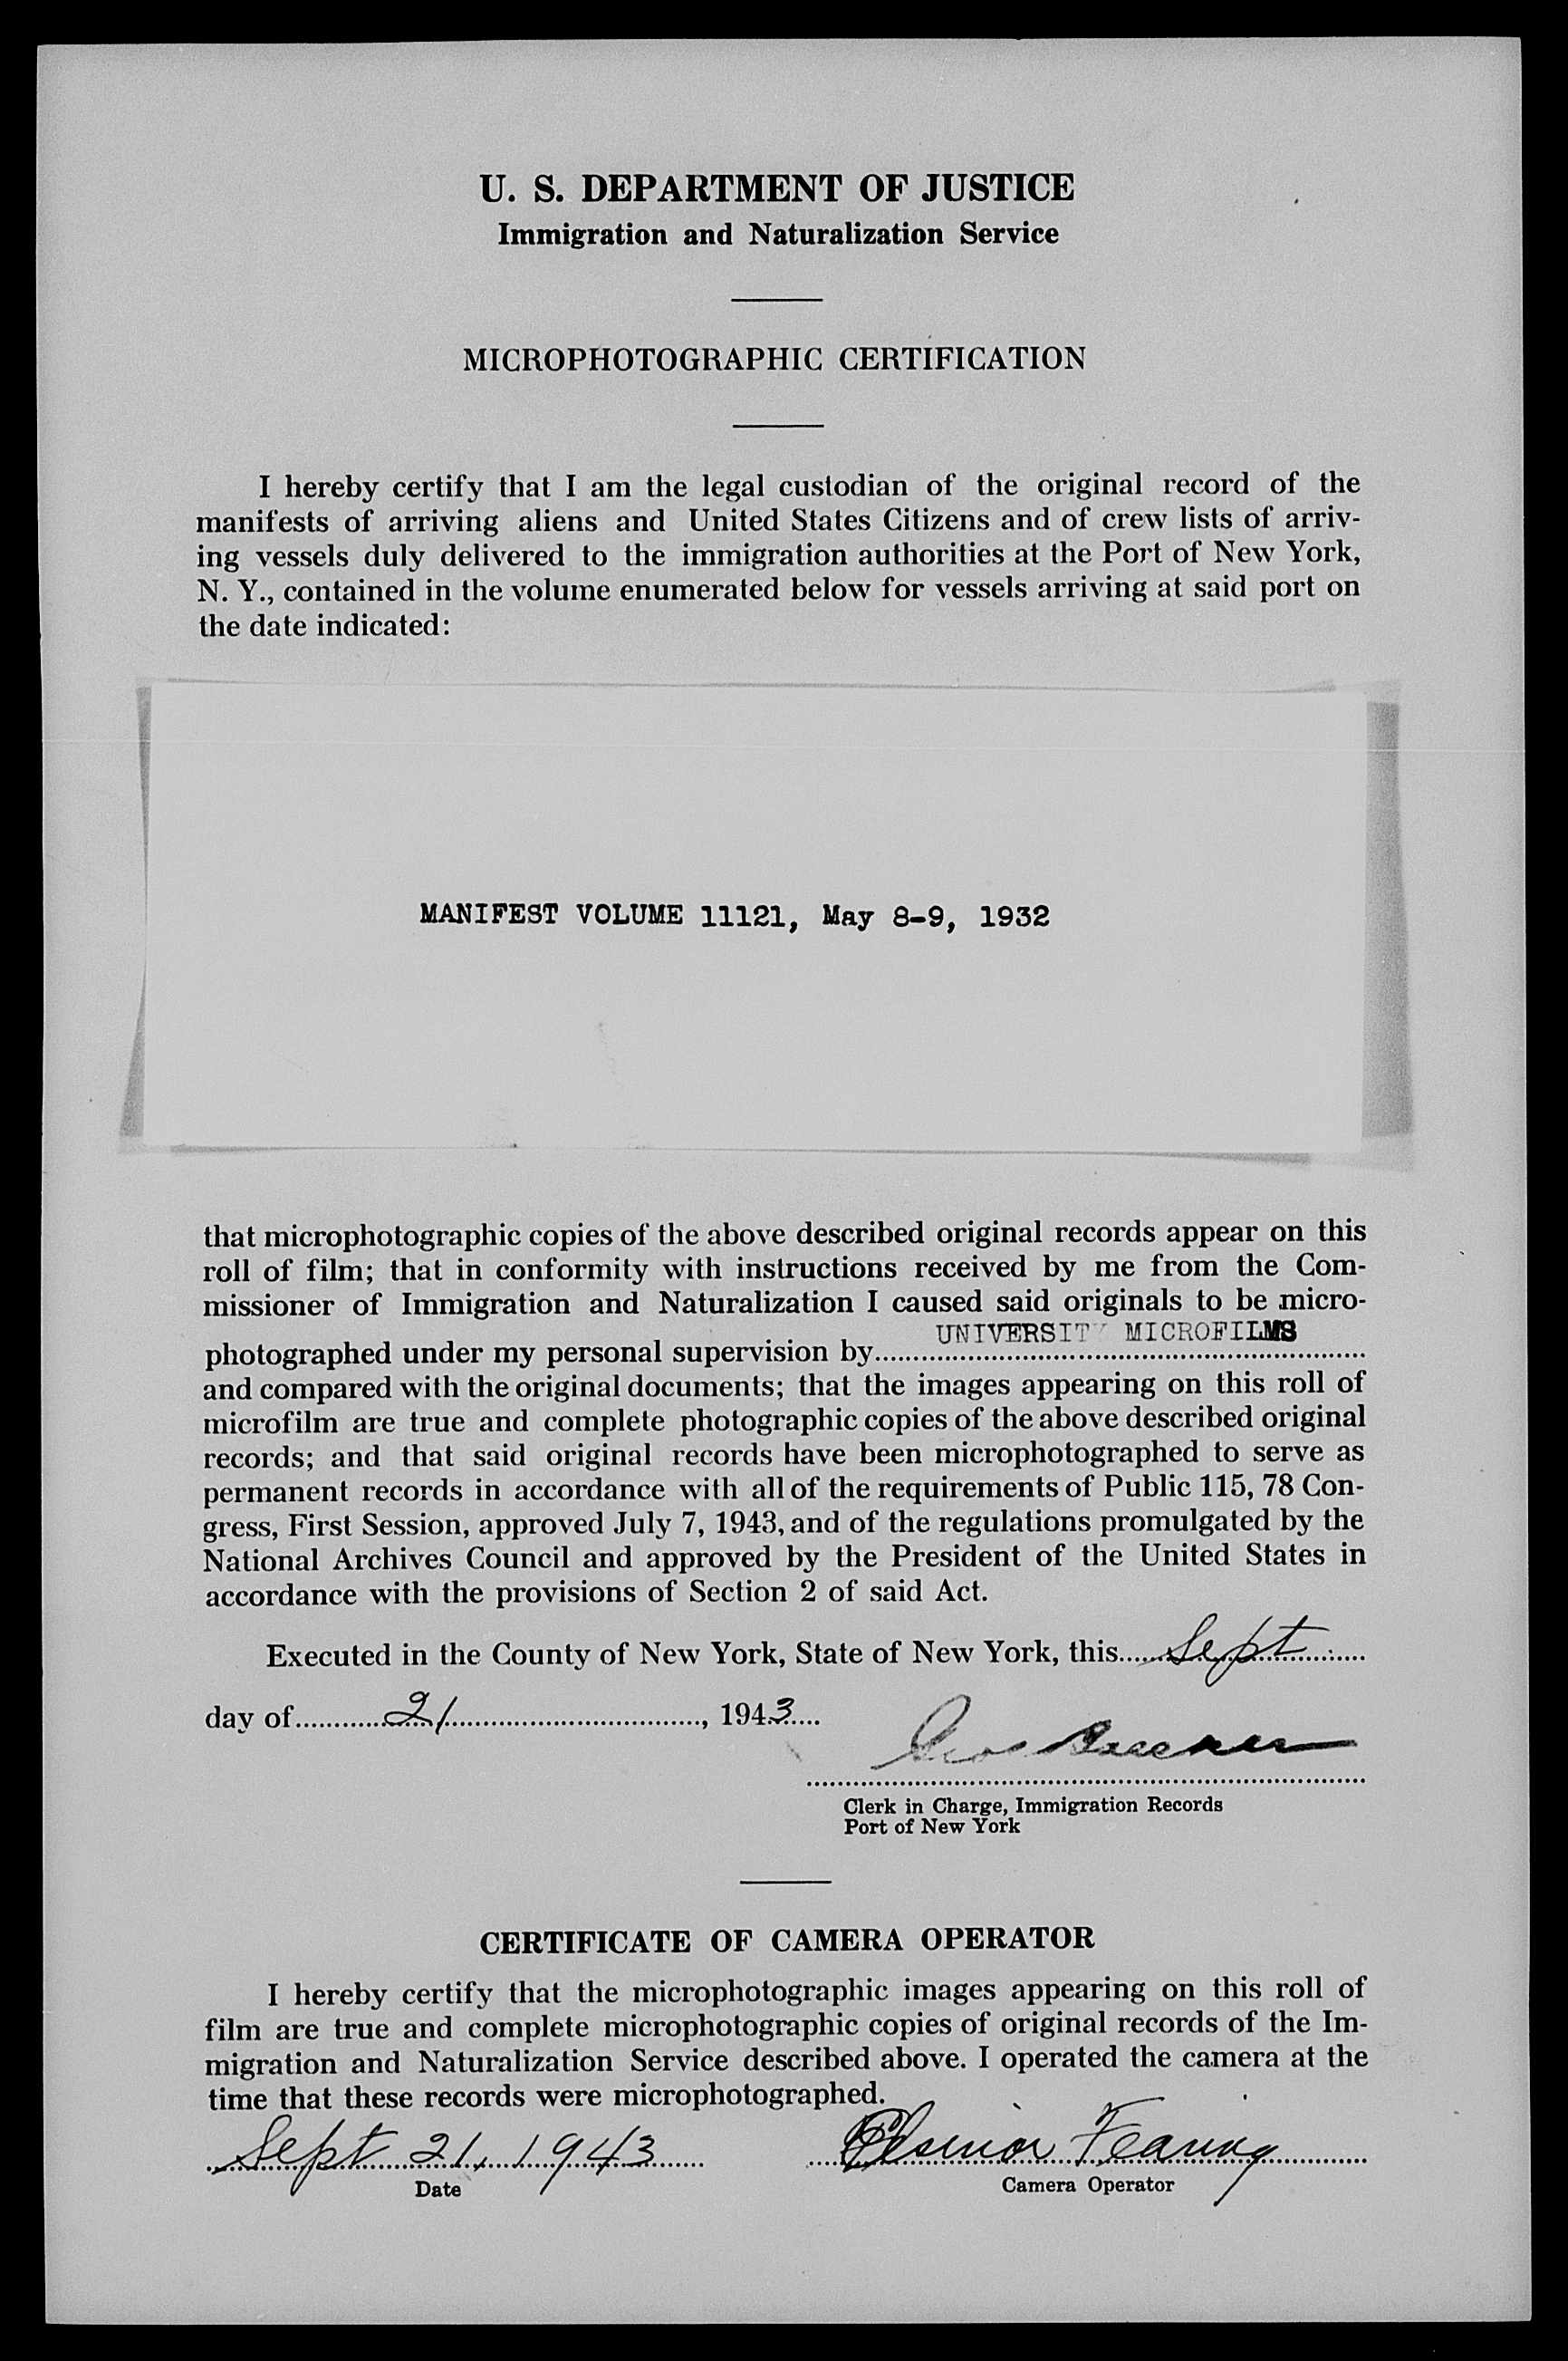 U. S. DEPARTMENT OF JUSTICE
Immigration and Naturalization Service
MICROPHOTOGRAPHIC CERTIFICATION
I hereby certify that I am the legal custodian of the original record of the
manifests of arriving aliens and United States Citizens and of crew lists of arriv-
ing vessels duly delivered to the immigration authorities at the Port of New York,
N. Y., contained in the volume enumerated below for vessels arriving at said port on
the date indicated:
MANIFEST VOLUME 11121, May 8-9, 1932
that microphotographic copies of the above described original records appear on this
roll of film; that in conformity with instructions received by me from the Com-
missioner of Immigration and Naturalization I caused said originals to be micro-
UNIVERSITY MICROFILMS
photographed under my personal supervision by
and compared with the original documents; that the images appearing on this roll of
microfilm are true and complete photographic copies of the above described original
records; and that said original records have been microphotographed to serve as
permanent records in accordance with all of the requirements of Public 115, 78 Con-
gress, First Session, approved July 7, 1943, and of the regulations promulgated by the
National Archives Council and approved by the President of the United States in
accordance with the provisions of Section 2 of said Act.
Executed in the County of New York, State of New York, this Sept
day of 21, 1943
Clerk in Charge, Immigration Records
Port of New York
CERTIFICATE OF CAMERA OPERATOR
I hereby certify that the microphotographic images appearing on this roll of
film are true and complete microphotographic copies of original records of the Im-
migration and Naturalization Service described above. I operated the camera at the
time that these records were microphotographed.
Sept 21, 1943 Fearing
Date Camera Operator